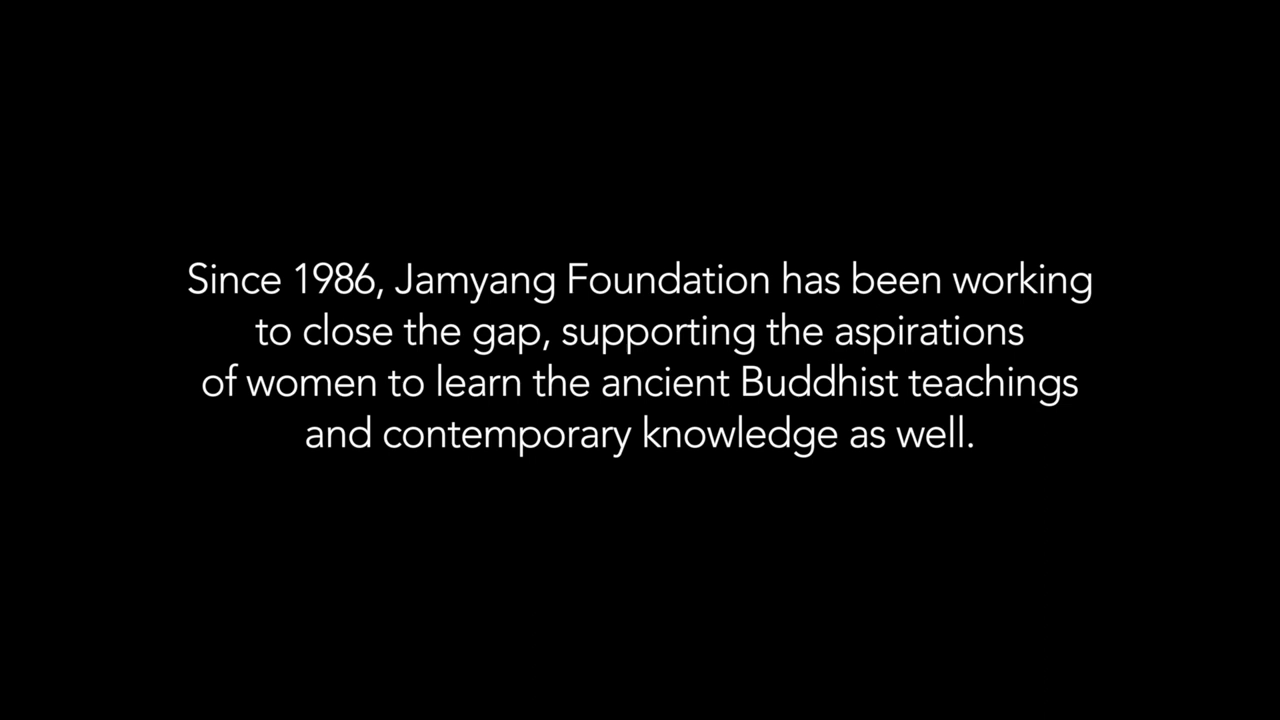 Since 1986, Jamyang Foundation has been working
to close the gap, supporting the aspirations
of women to learn the ancient Buddhist teachings
and contemporary knowledge as well.